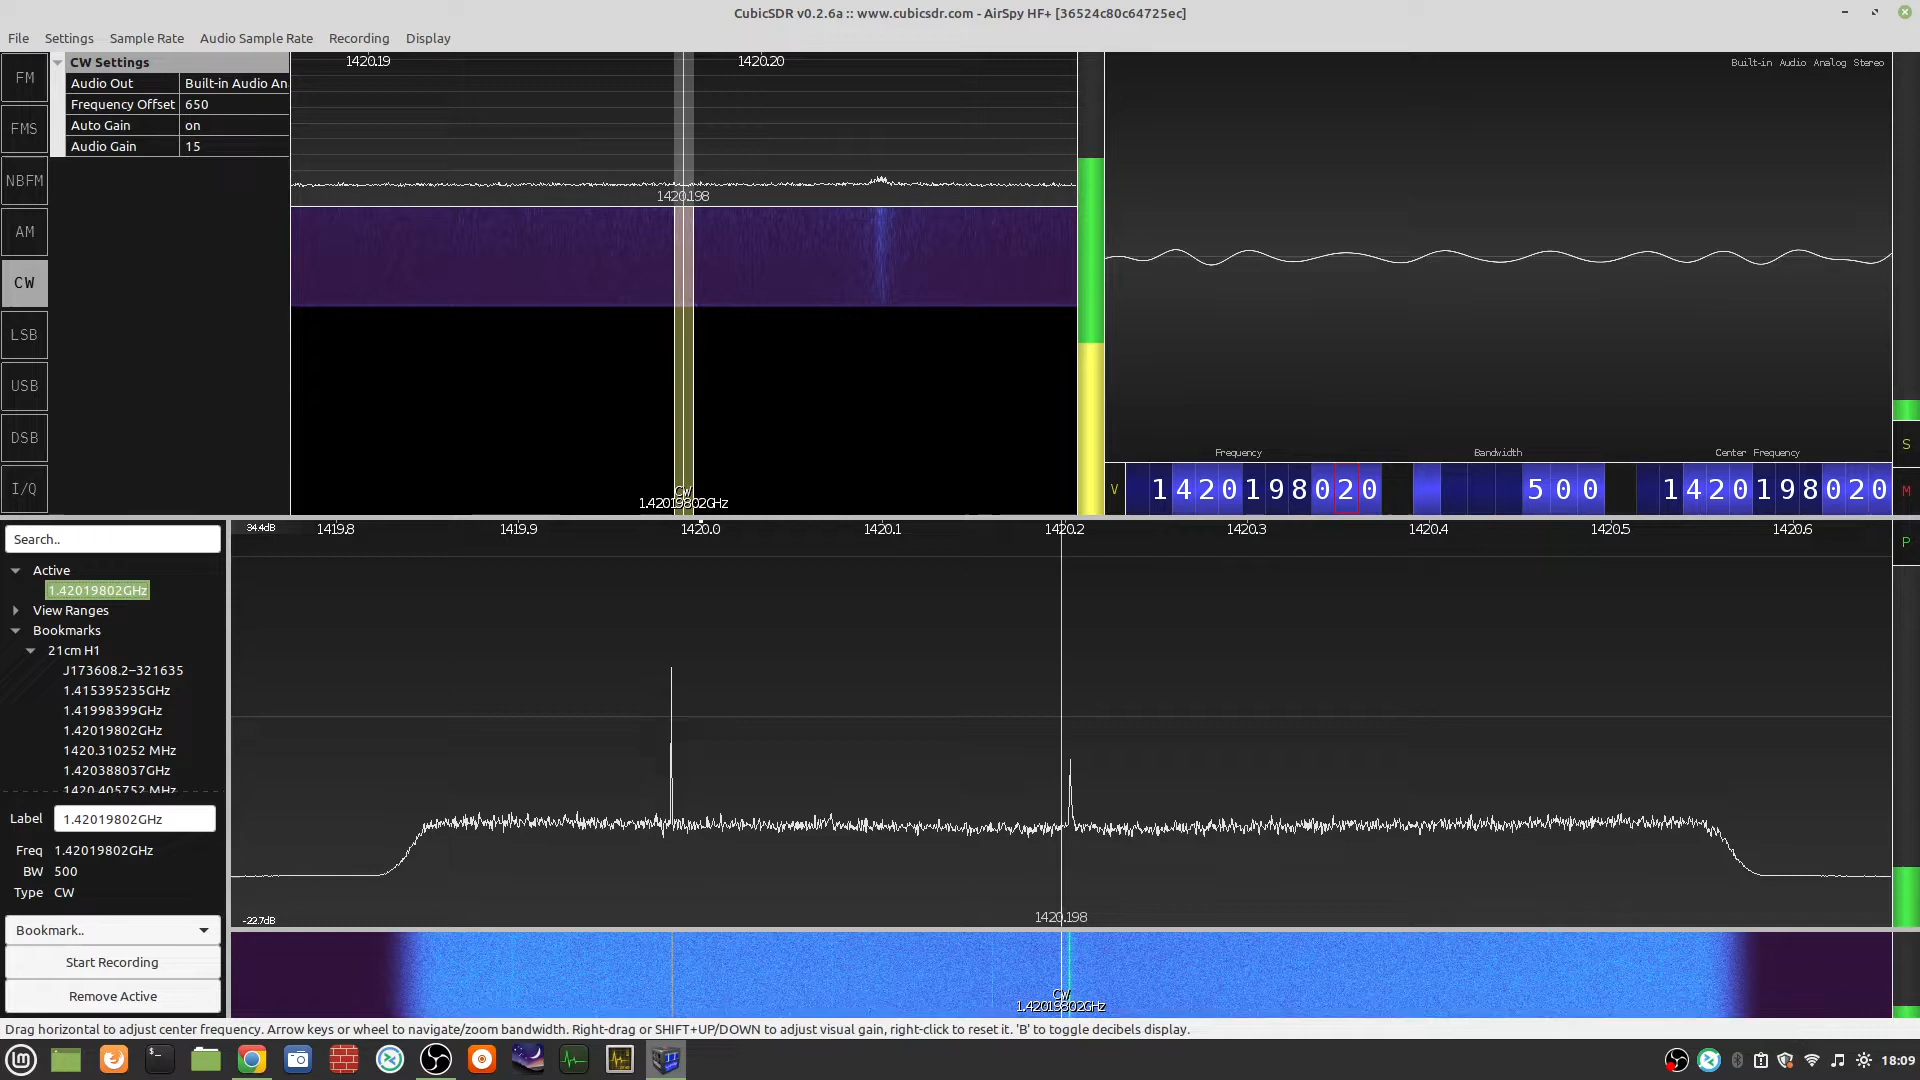 CubicSDR v0.2.6a :: www.cubicsdr.com - AirSpy HF+ [36524c80c64725ec]
File Settings Sample Rate Audio Sample Rate Recording Display
FM
FMS
NBFM
AM
CW
LSB
USB
DSB
I/Q
CW Settings
Audio Out Built-in Audio An
Frequency Offset 650
Auto Gain on
Audio Gain 15
1420.19 1420.20
1420.198
CW
1.42019802GHz
Built-in Audio Analog Stereo
Frequency Bandwidth Center Frequency
V 1420198020 500 1420198020
S
M
P
Search..
Active
1.42019802GHz
View Ranges
Bookmarks
21cm H1
J173608.2−321635
1.415395235GHz
1.41998399GHz
1.42019802GHz
1420.310252 MHz
1.420388037GHz
1420.405752 MHz
Label 1.42019802GHz
Freq 1.42019802GHz
BW 500
Type CW
Bookmark..
Start Recording
Remove Active
34.4dB 1419.8 1419.9 1420.0 1420.1 1420.2 1420.3 1420.4 1420.5 1420.6
-22.7dB
1420.198
CW
1.42019802GHz
Drag horizontal to adjust center frequency. Arrow keys or wheel to navigate/zoom bandwidth. Right-drag or SHIFT+UP/DOWN to adjust visual gain, right-click to reset it. 'B' to toggle decibels display.
18:09